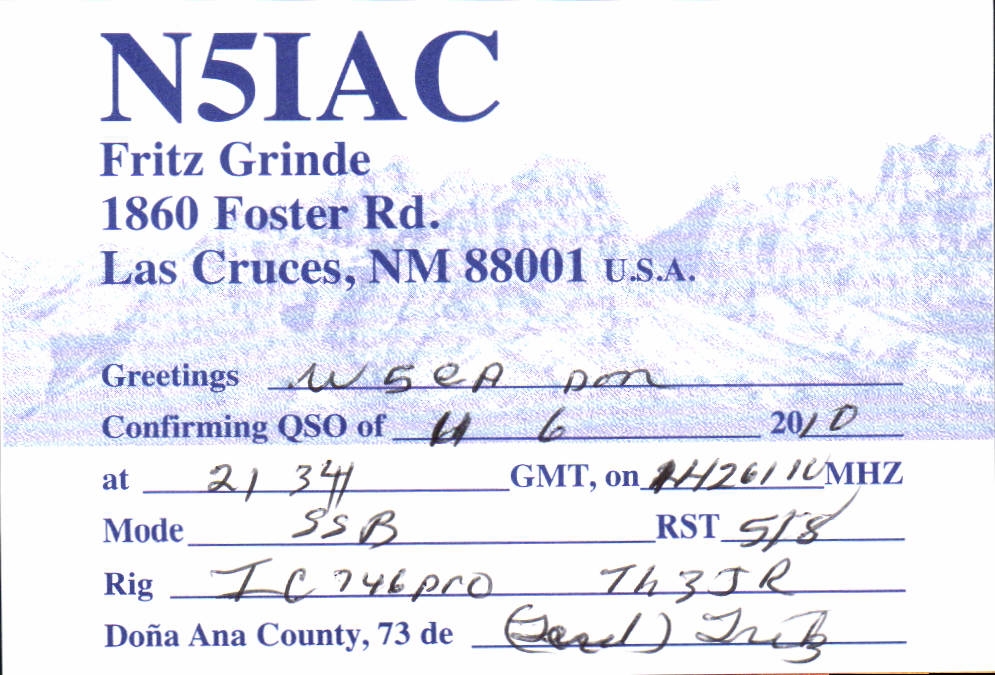 N5IAC
Fritz Grinde
1860 Foster Rd.
Las Cruces, NM 88001 U.S.A.
Greetings W5EA Don
Confirming QSO of 11 6 2010
at 21 34 GMT, on MHZ
Mode SSB RST 5/8
Rig IC 746pro Th3JR
Doña Ana County, 73 de Fritz